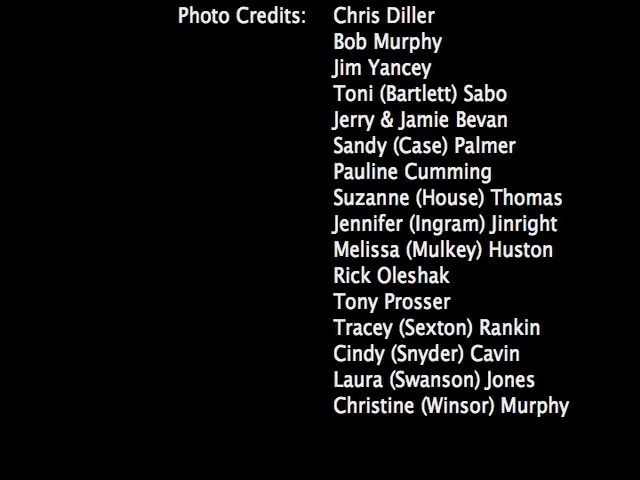 Photo Credits: Chris Diller
Bob Murphy
Jim Yancey
Toni (Bartlett) Sabo
Jerry & Jamie Bevan
Sandy (Case) Palmer
Pauline Cumming
Suzanne (House) Thomas
Jennifer (Ingram) Jinright
Melissa (Mulkey) Huston
Rick Oleshak
Tony Prosser
Tracey (Sexton) Rankin
Cindy (Snyder) Cavin
Laura (Swanson) Jones
Christine (Winsor) Murphy